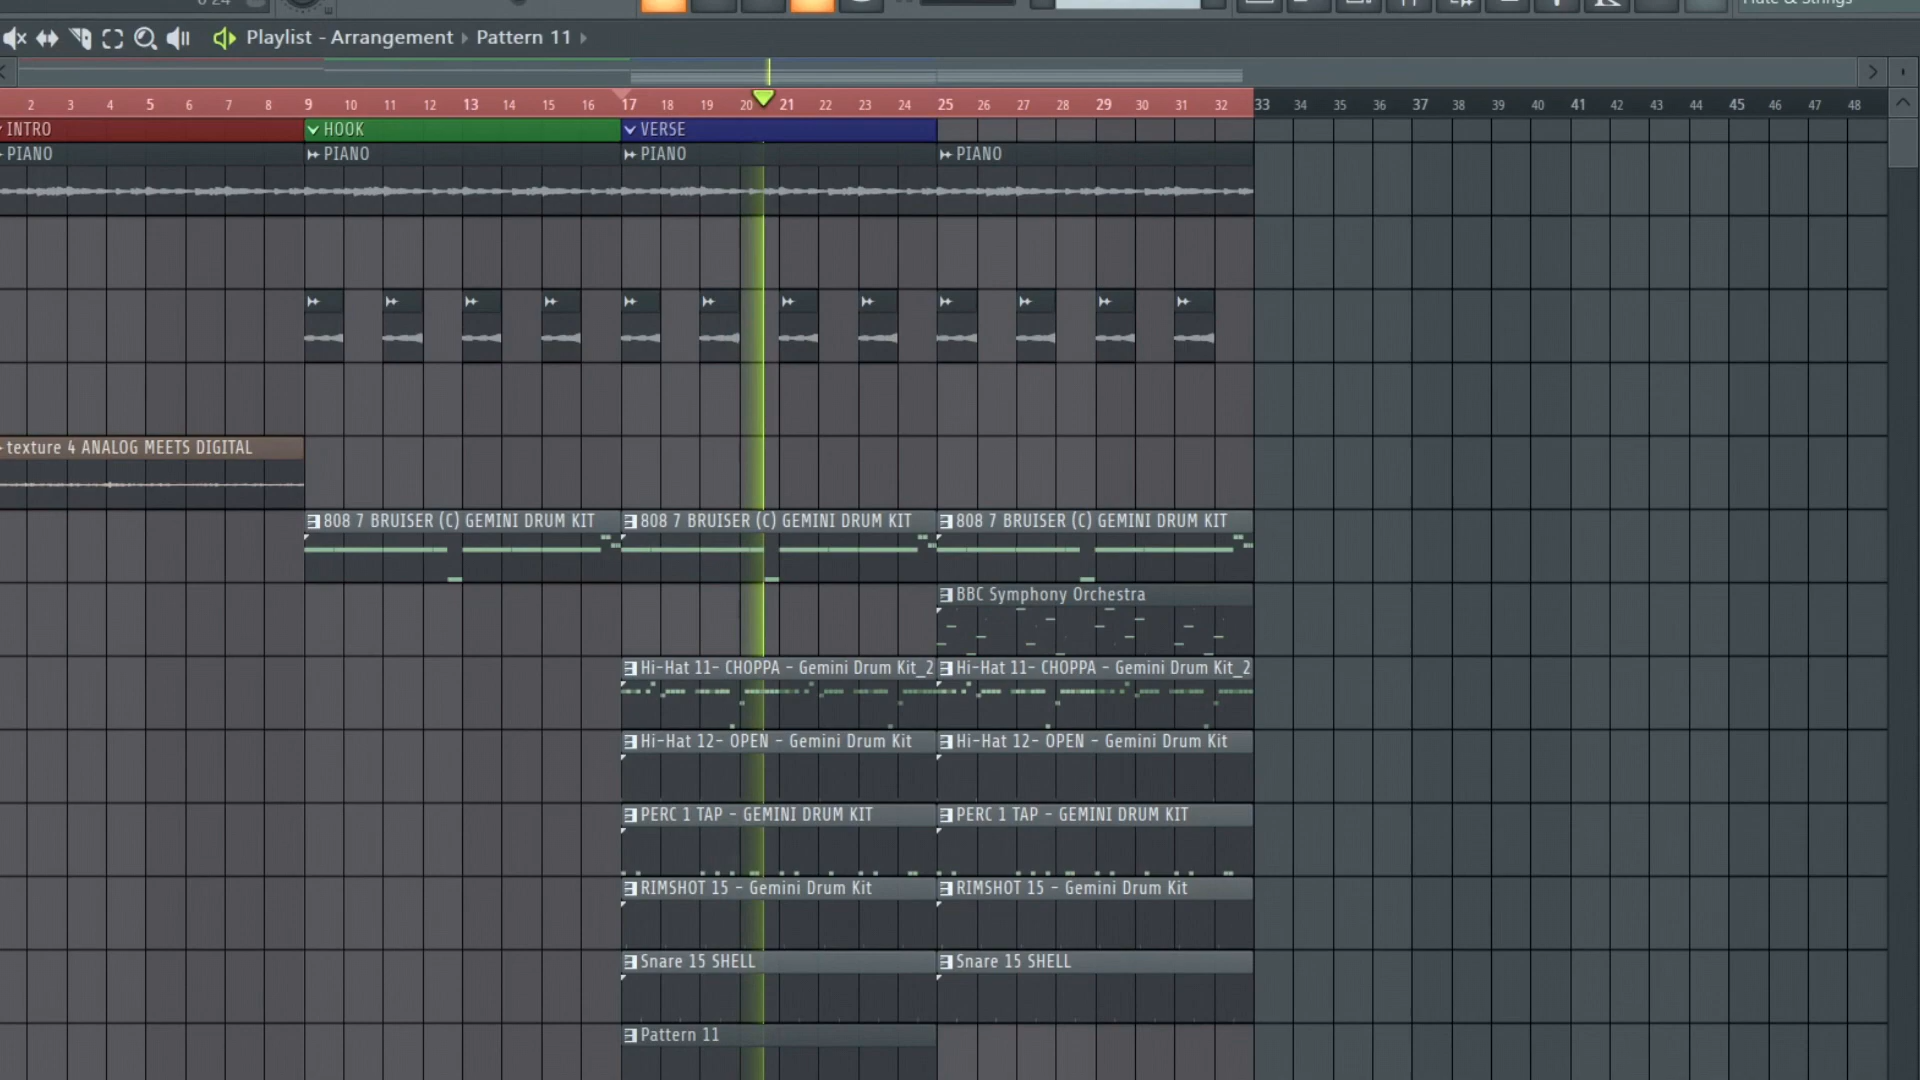 Playlist - Arrangement › Pattern 11 ›
2 3 4 5 6 7 8 9 10 11 12 13 14 15 16 17 18 19 20 21 22 23 24 25 26 27 28 29 30 31 32 33 34 35 36 37 38 39 40 41 42 43 44 45 46 47 48
INTRO HOOK VERSE
PIANO PIANO PIANO PIANO
texture 4 ANALOG MEETS DIGITAL
808 7 BRUISER (C) GEMINI DRUM KIT 808 7 BRUISER (C) GEMINI DRUM KIT 808 7 BRUISER (C) GEMINI DRUM KIT
BBC Symphony Orchestra
Hi-Hat 11- CHOPPA - Gemini Drum Kit_2 Hi-Hat 11- CHOPPA - Gemini Drum Kit_2
Hi-Hat 12- OPEN - Gemini Drum Kit Hi-Hat 12- OPEN - Gemini Drum Kit
PERC 1 TAP - GEMINI DRUM KIT PERC 1 TAP - GEMINI DRUM KIT
RIMSHOT 15 - Gemini Drum Kit RIMSHOT 15 - Gemini Drum Kit
Snare 15 SHELL Snare 15 SHELL
Pattern 11